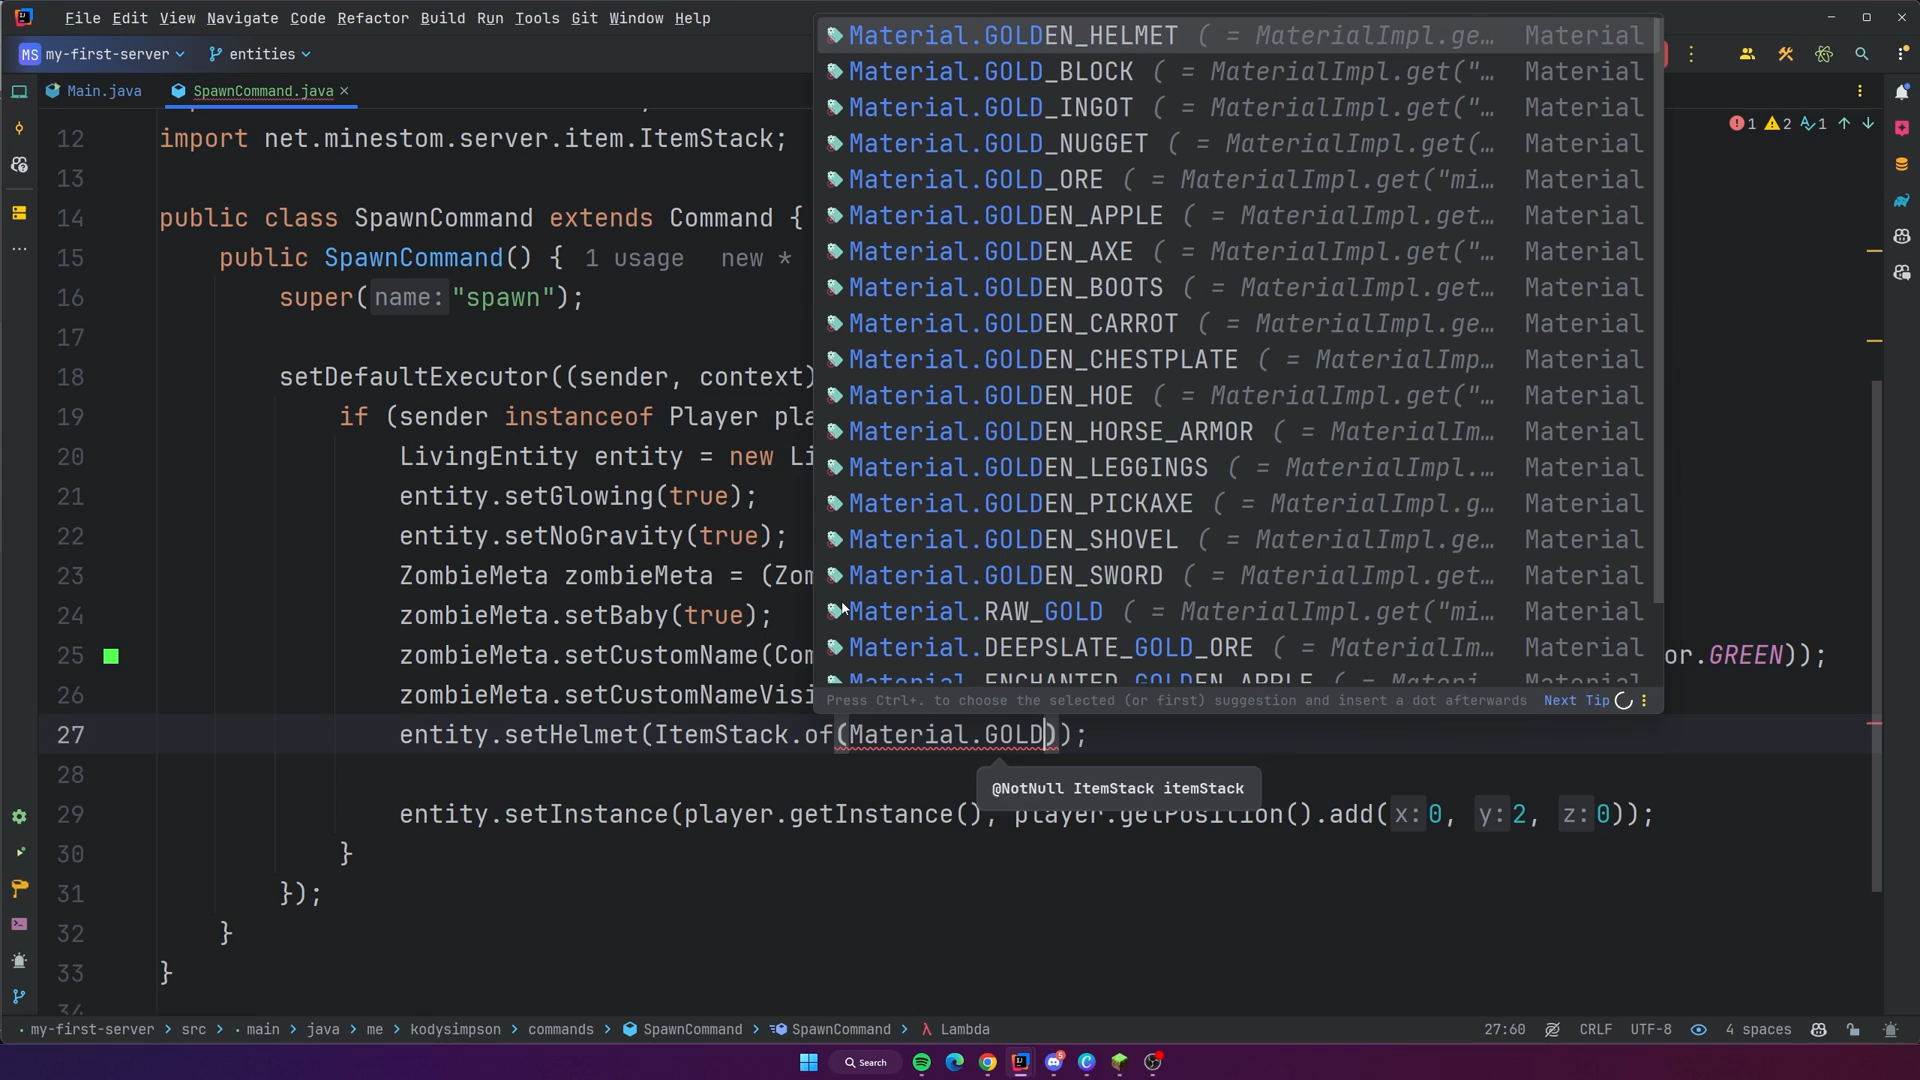 File Edit View Navigate Code Refactor Build Run Tools Git Window Help
MS my-first-server entities
Main.java SpawnCommand.java
1 2 1
12 import net.minestom.server.item.ItemStack;
13
14 public class SpawnCommand extends Command {
15 public SpawnCommand() { 1 usage new *
16 super(name: "spawn");
17
18 setDefaultExecutor((sender, context)
19 if (sender instanceof Player pla
20 LivingEntity entity = new Li
21 entity.setGlowing(true);
22 entity.setNoGravity(true);
23 ZombieMeta zombieMeta = (Zom
24 zombieMeta.setBaby(true);
25 zombieMeta.setCustomName(Com or.GREEN));
26 zombieMeta.setCustomNameVisi
27 entity.setHelmet(ItemStack.of(Material.GOLD));
28
29 entity.setInstance(player.getInstance(), player.getPosition().add(x: 0, y: 2, z: 0));
30 }
31 });
32 }
33 }
34
Material.GOLDEN_HELMET ( = MaterialImpl.ge… Material
Material.GOLD_BLOCK ( = MaterialImpl.get("… Material
Material.GOLD_INGOT ( = MaterialImpl.get("… Material
Material.GOLD_NUGGET ( = MaterialImpl.get(… Material
Material.GOLD_ORE ( = MaterialImpl.get("mi… Material
Material.GOLDEN_APPLE ( = MaterialImpl.get… Material
Material.GOLDEN_AXE ( = MaterialImpl.get("… Material
Material.GOLDEN_BOOTS ( = MaterialImpl.get… Material
Material.GOLDEN_CARROT ( = MaterialImpl.ge… Material
Material.GOLDEN_CHESTPLATE ( = MaterialImp… Material
Material.GOLDEN_HOE ( = MaterialImpl.get("… Material
Material.GOLDEN_HORSE_ARMOR ( = MaterialIm… Material
Material.GOLDEN_LEGGINGS ( = MaterialImpl.… Material
Material.GOLDEN_PICKAXE ( = MaterialImpl.g… Material
Material.GOLDEN_SHOVEL ( = MaterialImpl.ge… Material
Material.GOLDEN_SWORD ( = MaterialImpl.get… Material
Material.RAW_GOLD ( = MaterialImpl.get("mi… Material
Material.DEEPSLATE_GOLD_ORE ( = MaterialIm… Material
Material.ENCHANTED_GOLDEN_APPLE ( = Materi… Material
Press Ctrl+. to choose the selected (or first) suggestion and insert a dot afterwards Next Tip
@NotNull ItemStack itemStack
my-first-server > src > main > java > me > kodysimpson > commands > SpawnCommand > SpawnCommand > λ Lambda 27:60 CRLF UTF-8 4 spaces
Search 5